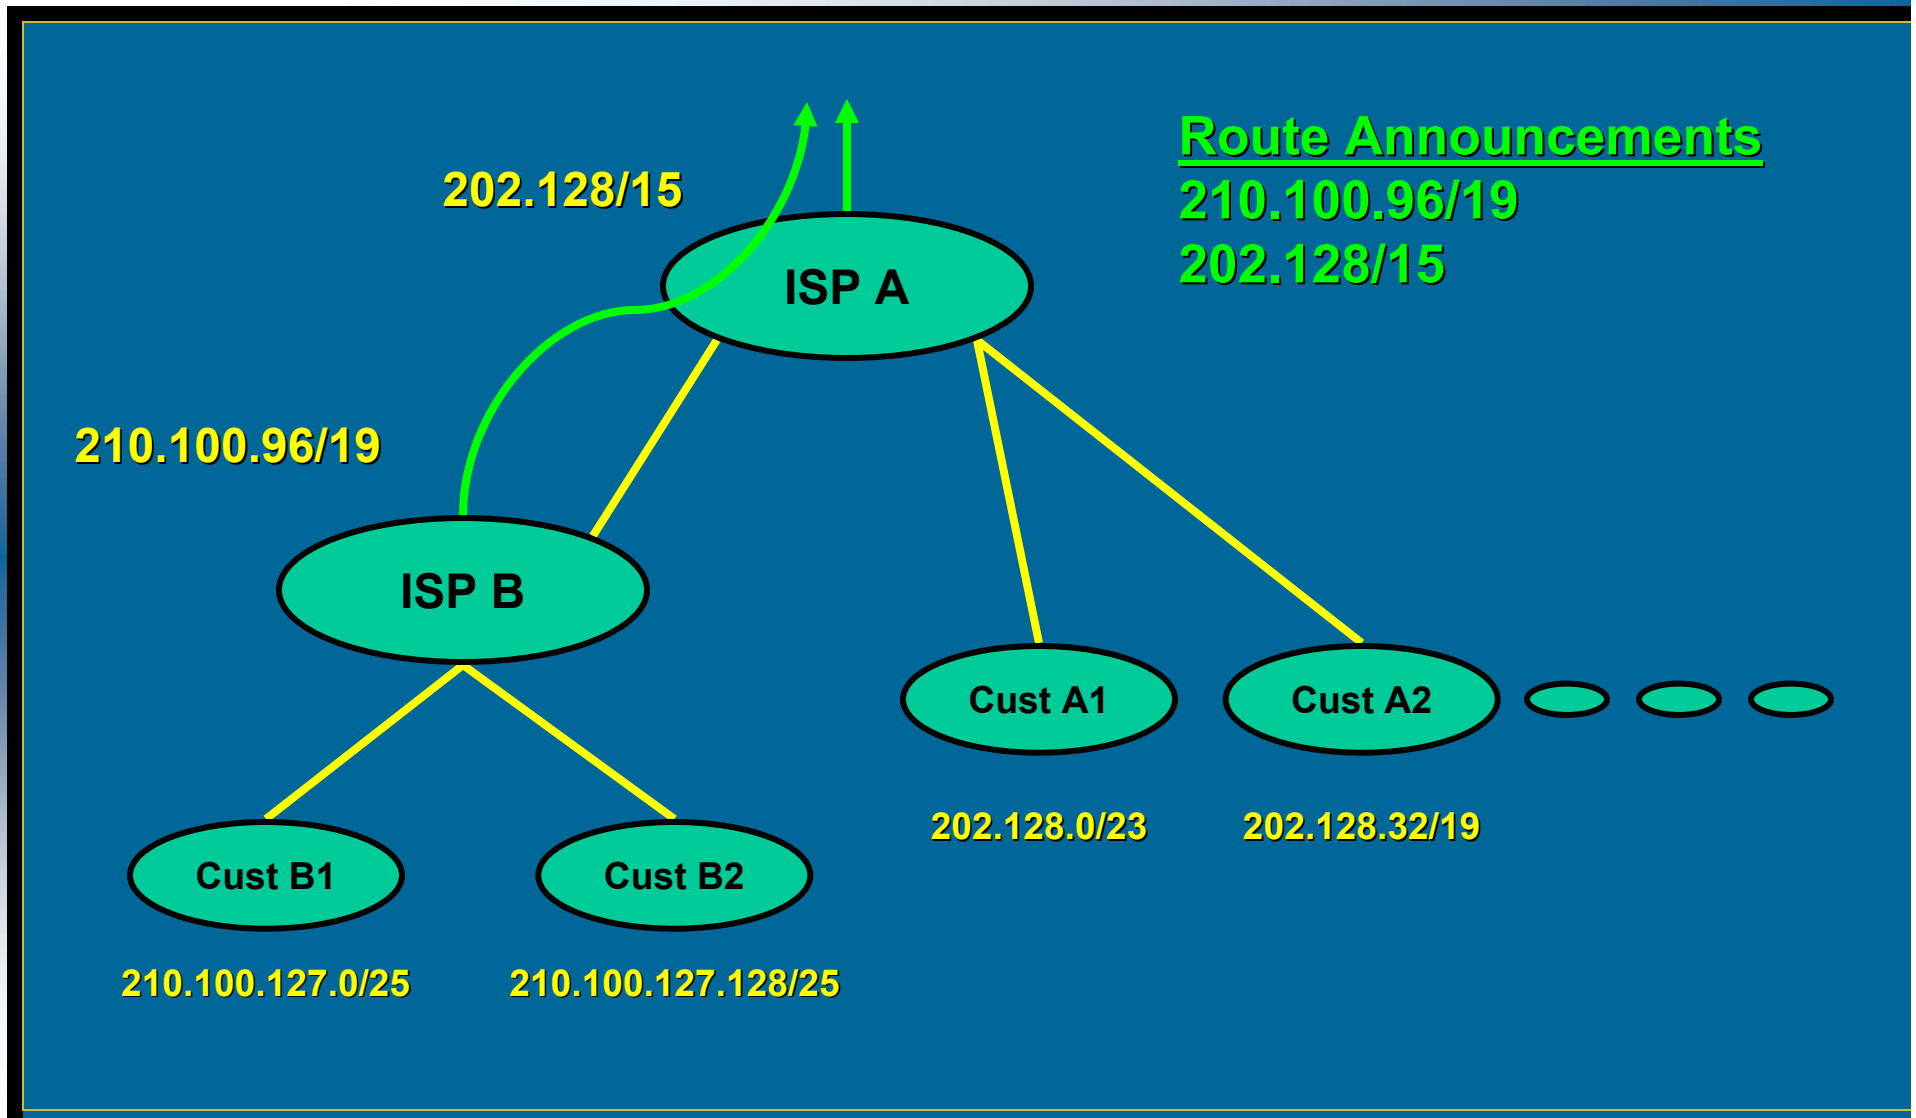 Route Announcements
210.100.96/19
202.128/15
202.128/15
ISP A
210.100.96/19
ISP B
Cust A1
Cust A2
202.128.0/23
202.128.32/19
Cust B1
Cust B2
210.100.127.0/25
210.100.127.128/25